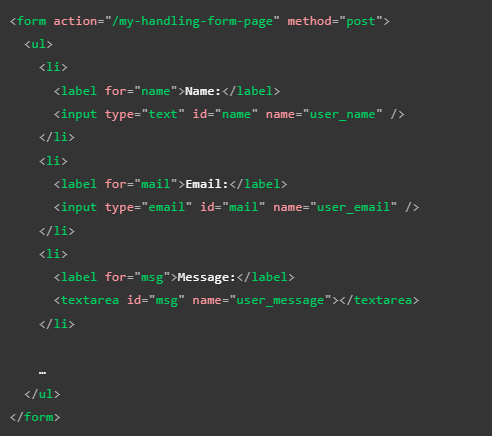 <form action="/my-handling-form-page" method="post">
  <ul>
    <li>
      <label for="name">Name:</label>
      <input type="text" id="name" name="user_name" />
    </li>
    <li>
      <label for="mail">Email:</label>
      <input type="email" id="mail" name="user_email" />
    </li>
    <li>
      <label for="msg">Message:</label>
      <textarea id="msg" name="user_message"></textarea>
    </li>

    …
  </ul>
</form>